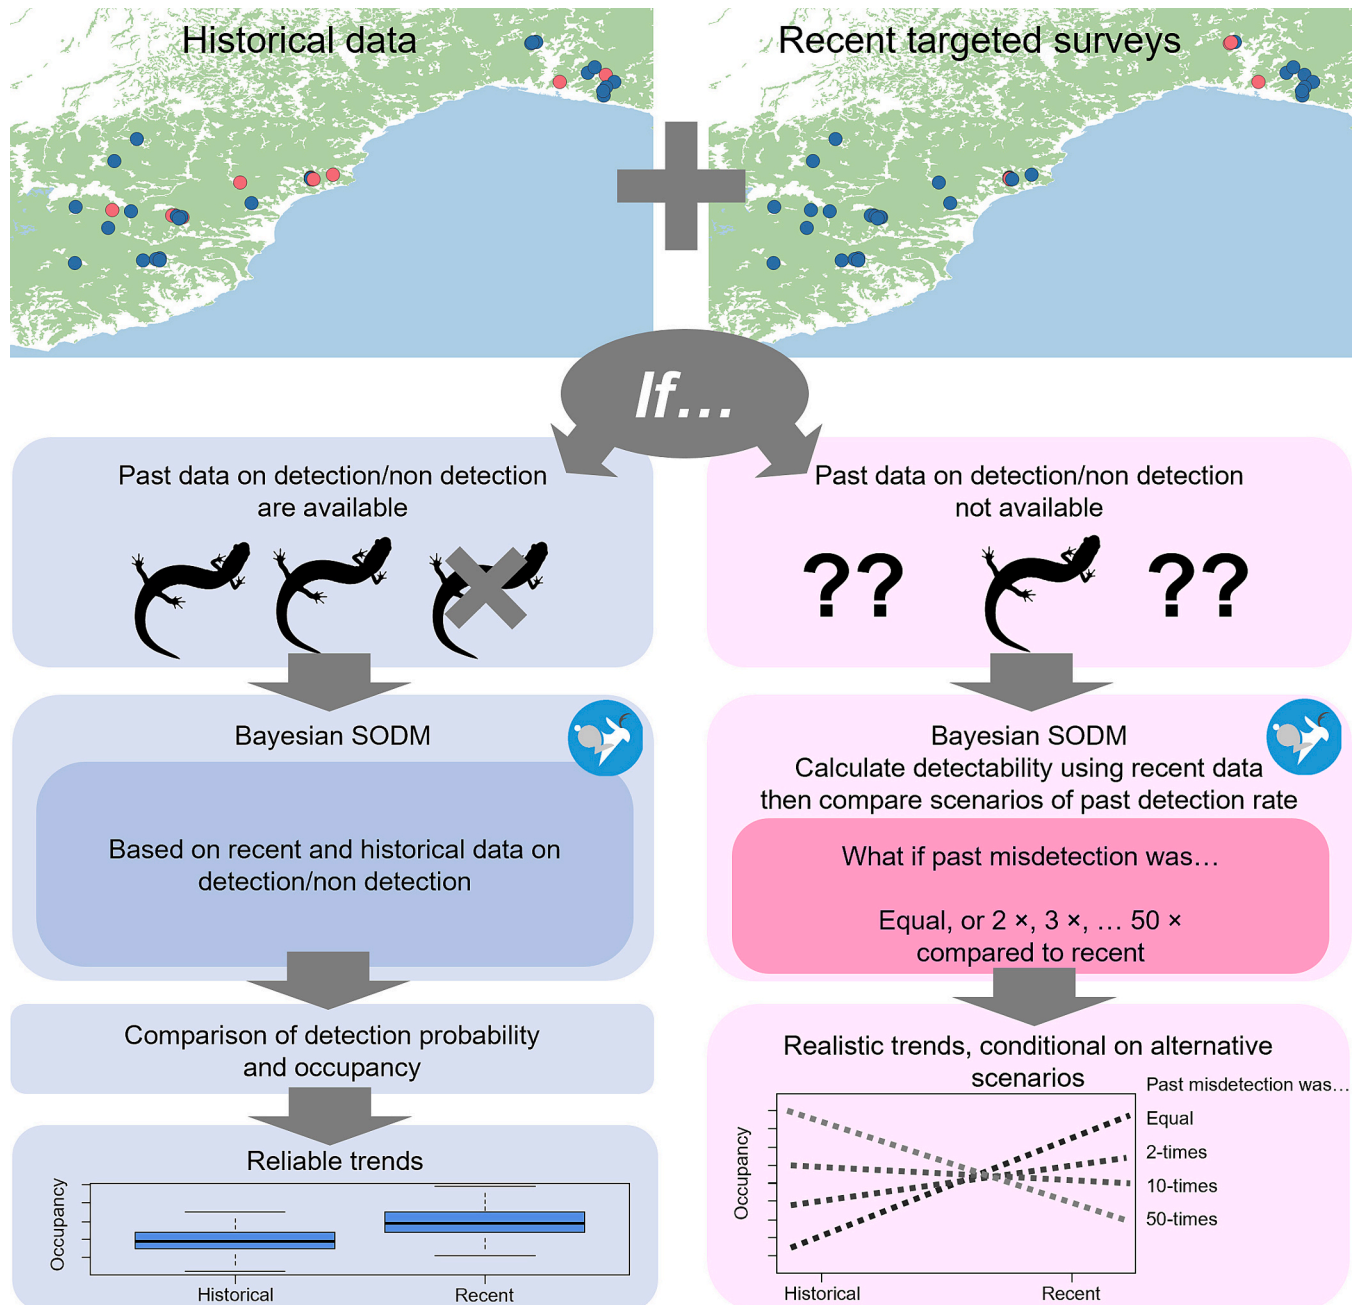 Historical data
Recent targeted surveys
If...
Past data on detection/non detection
are available
Past data on detection/non detection
not available
??
??
Bayesian SODM
Based on recent and historical data on
detection/non detection
Bayesian SODM
Calculate detectability using recent data
then compare scenarios of past detection rate
What if past misdetection was...
Equal, or 2 ×, 3 ×, ... 50 ×
compared to recent
Comparison of detection probability
and occupancy
Reliable trends
Occupancy
Historical
Recent
Realistic trends, conditional on alternative
scenarios
Past misdetection was...
Equal
2-times
10-times
50-times
Occupancy
Historical
Recent